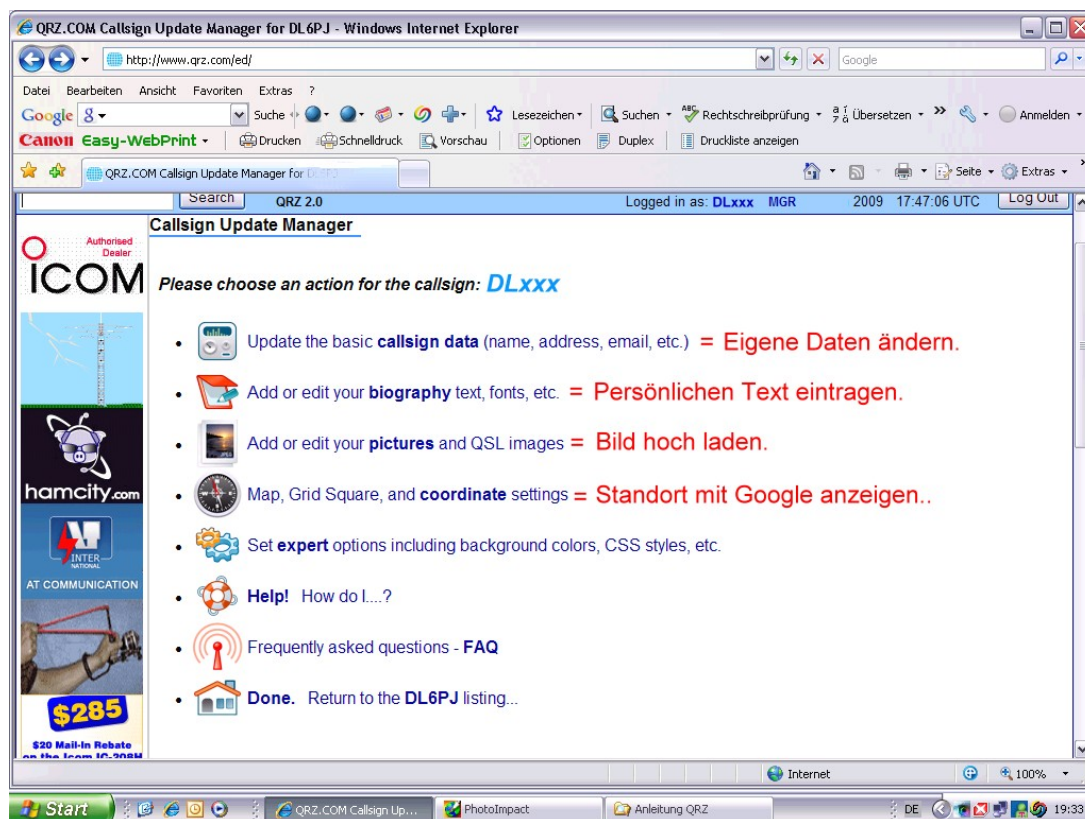 QRZ.COM Callsign Update Manager for DL6PJ - Windows Internet Explorer
http://www.qrz.com/ed/
Google
Datei Bearbeiten Ansicht Favoriten Extras ?
Google g Suche Lesezeichen Suchen ABC Rechtschreibprüfung Übersetzen » Anmelden
Canon Easy-WebPrint Drucken Schnelldruck Vorschau Optionen Duplex Druckliste anzeigen
QRZ.COM Callsign Update Manager for Seite Extras »
Search QRZ 2.0 Logged in as: DLxxx MGR 2009 17:47:06 UTC Log Out
Callsign Update Manager
Authorised
Dealer
ICOM
Please choose an action for the callsign: DLxxx
Update the basic callsign data (name, address, email, etc.) = Eigene Daten ändern.
Add or edit your biography text, fonts, etc. = Persönlichen Text eintragen.
Add or edit your pictures and QSL images = Bild hoch laden.
Map, Grid Square, and coordinate settings = Standort mit Google anzeigen..
Set expert options including background colors, CSS styles, etc.
Help! How do I....?
Frequently asked questions - FAQ
Done. Return to the DL6PJ listing...
hamcity.com
INTER
NATIONAL
AT COMMUNICATION
$285
$20 Mail-In Rebate
on the Icom IC-208H
Internet 100%
Start QRZ.COM Callsign Up... PhotoImpact Anleitung QRZ DE 19:33